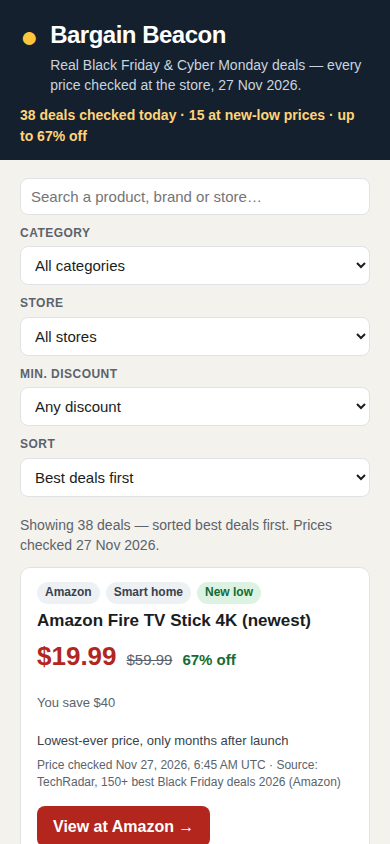 Bargain Beacon
Real Black Friday & Cyber Monday deals — every
price checked at the store, 27 Nov 2026.
38 deals checked today · 15 at new-low prices · up
to 67% off
Search a product, brand or store…
CATEGORY
All categories
STORE
All stores
MIN. DISCOUNT
Any discount
SORT
Best deals first
Showing 38 deals — sorted best deals first. Prices
checked 27 Nov 2026.
Amazon Smart home New low
Amazon Fire TV Stick 4K (newest)
$19.99 $59.99 67% off
You save $40
Lowest-ever price, only months after launch
Price checked Nov 27, 2026, 6:45 AM UTC · Source:
TechRadar, 150+ best Black Friday deals 2026 (Amazon)
View at Amazon →